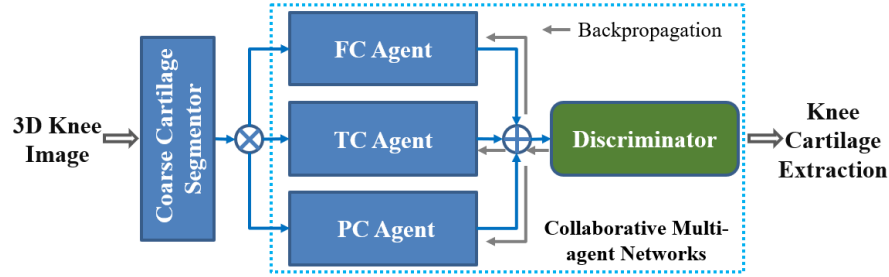 3D Knee
Image
Coarse Cartilage
Segmentor
FC Agent
TC Agent
PC Agent
Backpropagation
Discriminator
Collaborative Multi-
agent Networks
Knee
Cartilage
Extraction